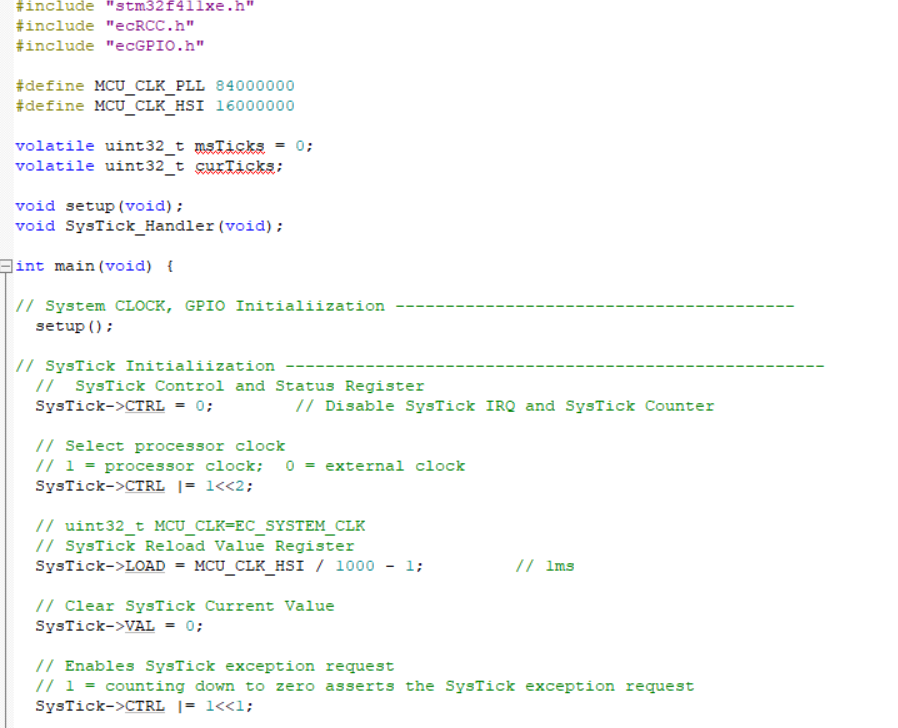 #include "stm32f411xe.h"
#include "ecRCC.h"
#include "ecGPIO.h"
#define MCU_CLK_PLL 84000000
#define MCU_CLK_HSI 16000000
volatile uint32_t msTicks = 0;
volatile uint32_t curTicks;
void setup(void);
void SysTick_Handler(void);
int main(void) {
// System CLOCK, GPIO Initialiization ----------------------------------------
setup();
// SysTick Initialiization ------------------------------------------------------
//  SysTick Control and Status Register
SysTick->CTRL = 0;        // Disable SysTick IRQ and SysTick Counter
// Select processor clock
// 1 = processor clock;  0 = external clock
SysTick->CTRL |= 1<<2;
// uint32_t MCU_CLK=EC_SYSTEM_CLK
// SysTick Reload Value Register
SysTick->LOAD = MCU_CLK_HSI / 1000 - 1;         // 1ms
// Clear SysTick Current Value
SysTick->VAL = 0;
// Enables SysTick exception request
// 1 = counting down to zero asserts the SysTick exception request
SysTick->CTRL |= 1<<1;